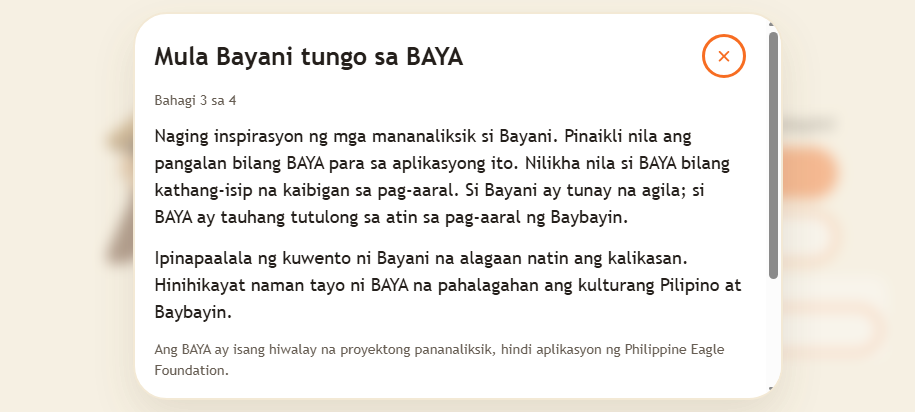 Mula Bayani tungo sa BAYA
Bahagi 3 sa 4
Naging inspirasyon ng mga mananaliksik si Bayani. Pinaikli nila ang
pangalan bilang BAYA para sa aplikasyong ito. Nilikha nila si BAYA bilang
kathang-isip na kaibigan sa pag-aaral. Si Bayani ay tunay na agila; si
BAYA ay tauhang tutulong sa atin sa pag-aaral ng Baybayin.
Ipinapaalala ng kuwento ni Bayani na alagaan natin ang kalikasan.
Hinihikayat naman tayo ni BAYA na pahalagahan ang kulturang Pilipino at
Baybayin.
Ang BAYA ay isang hiwalay na proyektong pananaliksik, hindi aplikasyon ng Philippine Eagle
Foundation.